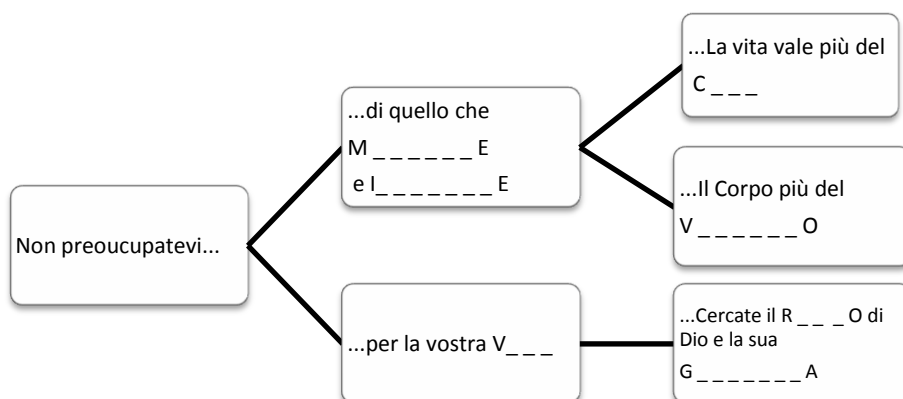 Non preoucupatevi...
...di quello che
M _ _ _ _ _ _ E
e I_ _ _ _ _ _ _ E
...per la vostra V_ _ _
...La vita vale più del
C _ _ _
...Il Corpo più del
V _ _ _ _ _ _ O
...Cercate il R _ _ _ O di
Dio e la sua
G _ _ _ _ _ _ _ A